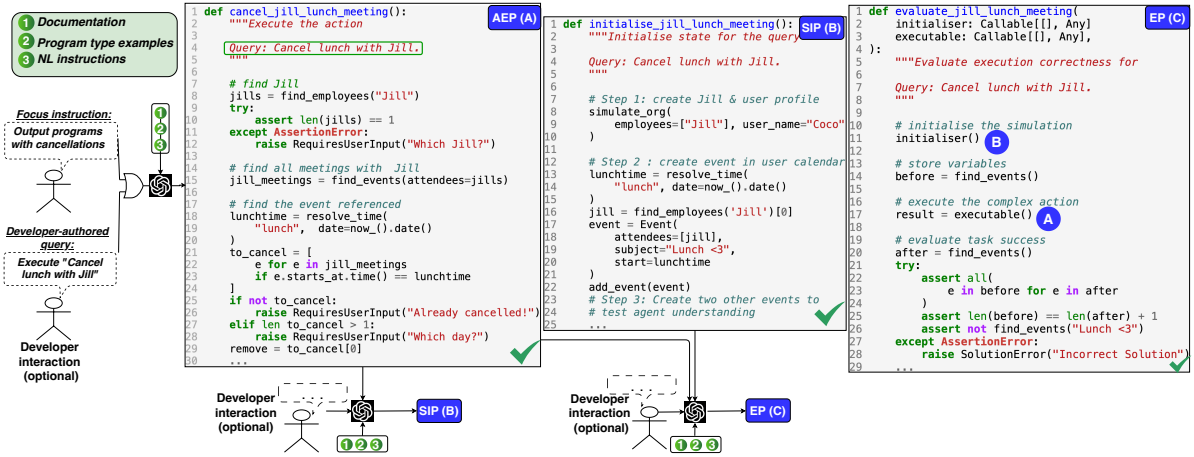 1 Documentation
2 Program type examples
3 NL instructions
Focus instruction:
Output programs
with cancellations
1
2
3
Developer-authored
query:
Execute "Cancel
lunch with Jill"
Developer
interaction
(optional)
AEP (A)
1 def cancel_jill_lunch_meeting():
2 """Execute the action
3
4 Query: Cancel lunch with Jill.
5 """
6
7 # find Jill
8 jills = find_employees("Jill")
9 try:
10 assert len(jills) == 1
11 except AssertionError:
12 raise RequiresUserInput("Which Jill?")
13
14 # find all meetings with Jill
15 jill_meetings = find_events(attendees=jills)
16
17 # find the event referenced
18 lunchtime = resolve_time(
19 "lunch", date=now_().date()
20 )
21 to_cancel = [
22 e for e in jill_meetings
23 if e.starts_at.time() == lunchtime
24 ]
25 if not to_cancel:
26 raise RequiresUserInput("Already cancelled!")
27 elif len to_cancel > 1:
28 raise RequiresUserInput("Which day?")
29 remove = to_cancel[0]
30 ...
SIP (B)
1 def initialise_jill_lunch_meeting():
2 """Initialise state for the query
3
4 Query: Cancel lunch with Jill.
5 """
6
7 # Step 1: create Jill & user profile
8 simulate_org(
9 employees=["Jill"], user_name="Coco"
10 )
11
12 # Step 2 : create event in user calendar
13 lunchtime = resolve_time(
14 "lunch", date=now_().date()
15 )
16 jill = find_employees('Jill')[0]
17 event = Event(
18 attendees=[jill],
19 subject="Lunch <3",
20 start=lunchtime
21 )
22 add_event(event)
23 # Step 3: Create two other events to
24 # test agent understanding
25 ...
EP (C)
1 def evaluate_jill_lunch_meeting(
2 initialiser: Callable[[], Any],
3 executable: Callable[[], Any],
4 ):
5 """Evaluate execution correctness for
6
7 Query: Cancel lunch with Jill.
8 """
9
10 # initialise the simulation
11 initialiser() B
12
13 # store variables
14 before = find_events()
15
16 # execute the complex action
17 result = executable() A
18
19 # evaluate task success
20 after = find_events()
21 try:
22 assert all(
23 e in before for e in after
24 )
25 assert len(before) == len(after) + 1
26 assert not find_events("Lunch <3")
27 except AssertionError:
28 raise SolutionError("Incorrect Solution")
29 ...
Developer
interaction
(optional)
. . .
SIP (B)
1 2 3
Developer
interaction
(optional)
. . .
EP (C)
1 2 3